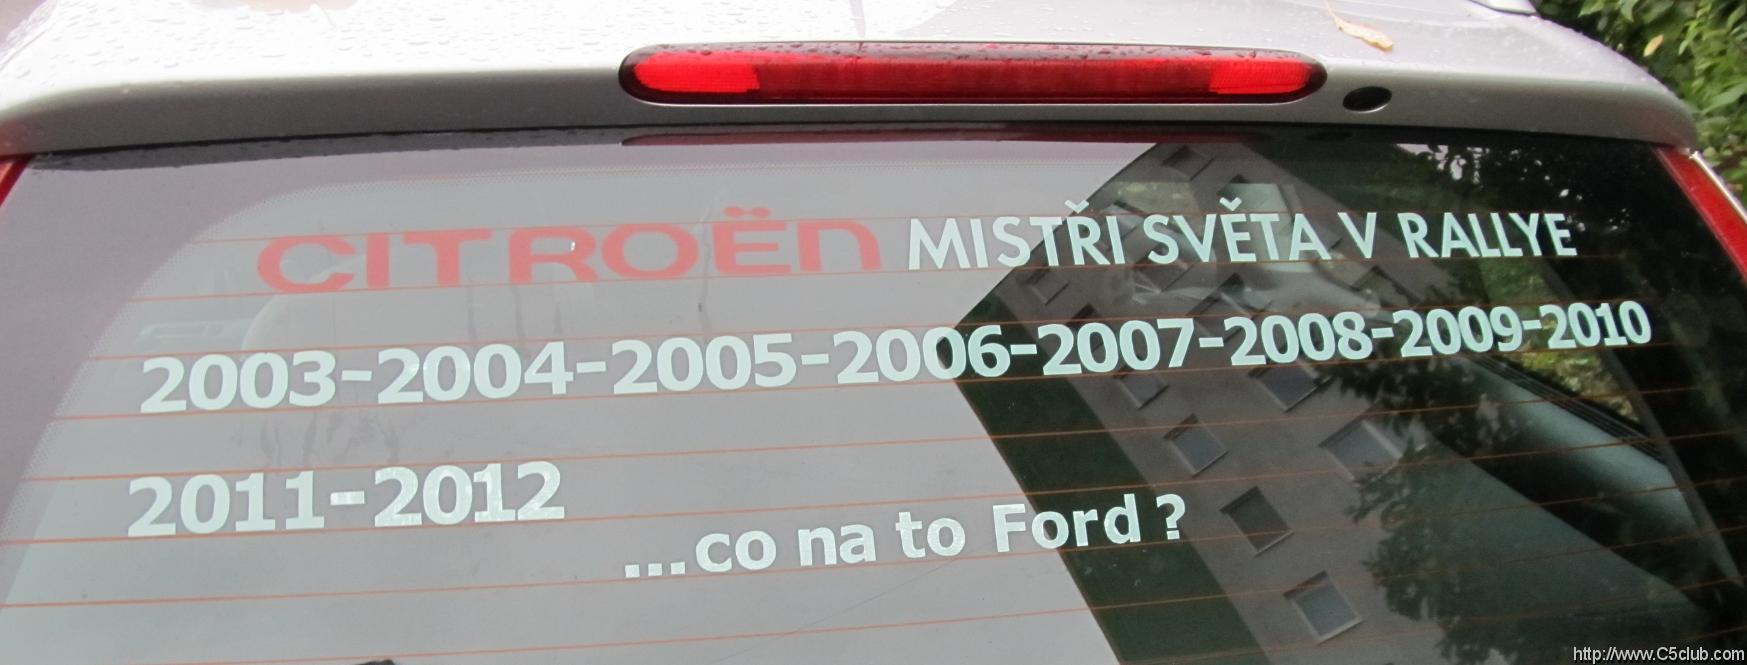 CITROËN MISTŘI SVĚTA V RALLYE
2003-2004-2005-2006-2007-2008-2009-2010
2011-2012
...co na to Ford ?
http://www.C5club.com